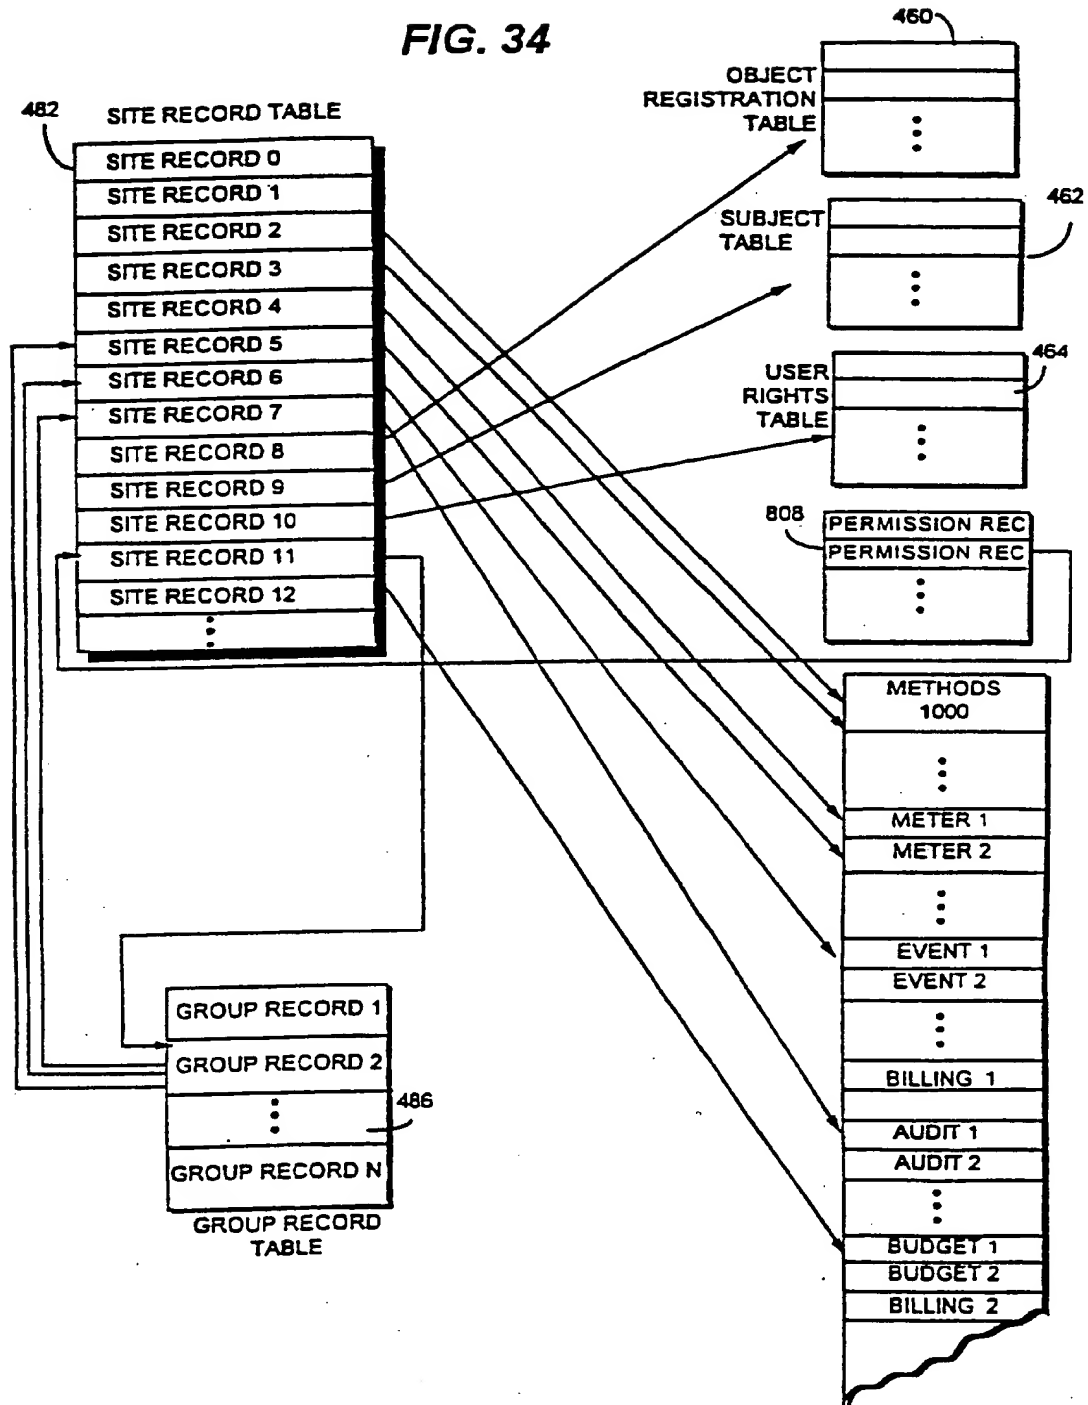 FIG. 34
482
SITE RECORD TABLE
SITE RECORD 0
SITE RECORD 1
SITE RECORD 2
SITE RECORD 3
SITE RECORD 4
SITE RECORD 5
SITE RECORD 6
SITE RECORD 7
SITE RECORD 8
SITE RECORD 9
SITE RECORD 10
SITE RECORD 11
SITE RECORD 12
460
OBJECT
REGISTRATION
TABLE
SUBJECT
TABLE
462
USER
RIGHTS
TABLE
464
808
PERMISSION REC
PERMISSION REC
METHODS
1000
METER 1
METER 2
EVENT 1
EVENT 2
BILLING 1
AUDIT 1
AUDIT 2
BUDGET 1
BUDGET 2
BILLING 2
GROUP RECORD 1
GROUP RECORD 2
486
GROUP RECORD N
GROUP RECORD
TABLE